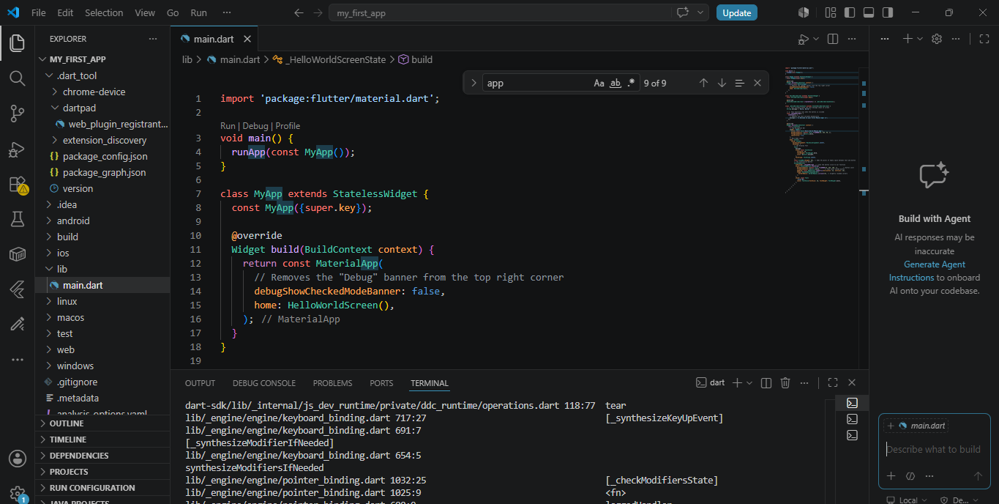 File Edit Selection View Go Run ···
my_first_app
Update
EXPLORER
MY_FIRST_APP
.dart_tool
chrome-device
dartpad
web_plugin_registrant...
extension_discovery
{} package_config.json
{} package_graph.json
version
.idea
android
build
ios
lib
main.dart
linux
macos
test
web
windows
.gitignore
.metadata
analysis_options.yaml
OUTLINE
TIMELINE
DEPENDENCIES
PROJECTS
RUN CONFIGURATION
JAVA PROJECTS
1
main.dart
lib > main.dart > _HelloWorldScreenState > build
app Aa ab .* 9 of 9
1 import 'package:flutter/material.dart';
2
Run | Debug | Profile
3 void main() {
4 runApp(const MyApp());
5 }
6
7 class MyApp extends StatelessWidget {
8 const MyApp({super.key});
9
10 @override
11 Widget build(BuildContext context) {
12 return const MaterialApp(
13 // Removes the "Debug" banner from the top right corner
14 debugShowCheckedModeBanner: false,
15 home: HelloWorldScreen(),
16 ); // MaterialApp
17 }
18 }
19
OUTPUT DEBUG CONSOLE PROBLEMS PORTS TERMINAL
dart
dart-sdk/lib/_internal/js_dev_runtime/private/ddc_runtime/operations.dart 118:77 tear
lib/_engine/engine/keyboard_binding.dart 717:27 [_synthesizeKeyUpEvent]
lib/_engine/engine/keyboard_binding.dart 691:7
[_synthesizeModifierIfNeeded]
lib/_engine/engine/keyboard_binding.dart 654:5
synthesizeModifiersIfNeeded
lib/_engine/engine/pointer_binding.dart 1032:25 [_checkModifiersState]
lib/_engine/engine/pointer_binding.dart 1025:9 <fn>
Build with Agent
AI responses may be
inaccurate
Generate Agent
Instructions to onboard
AI onto your codebase.
main.dart
Describe what to build
Local
De...